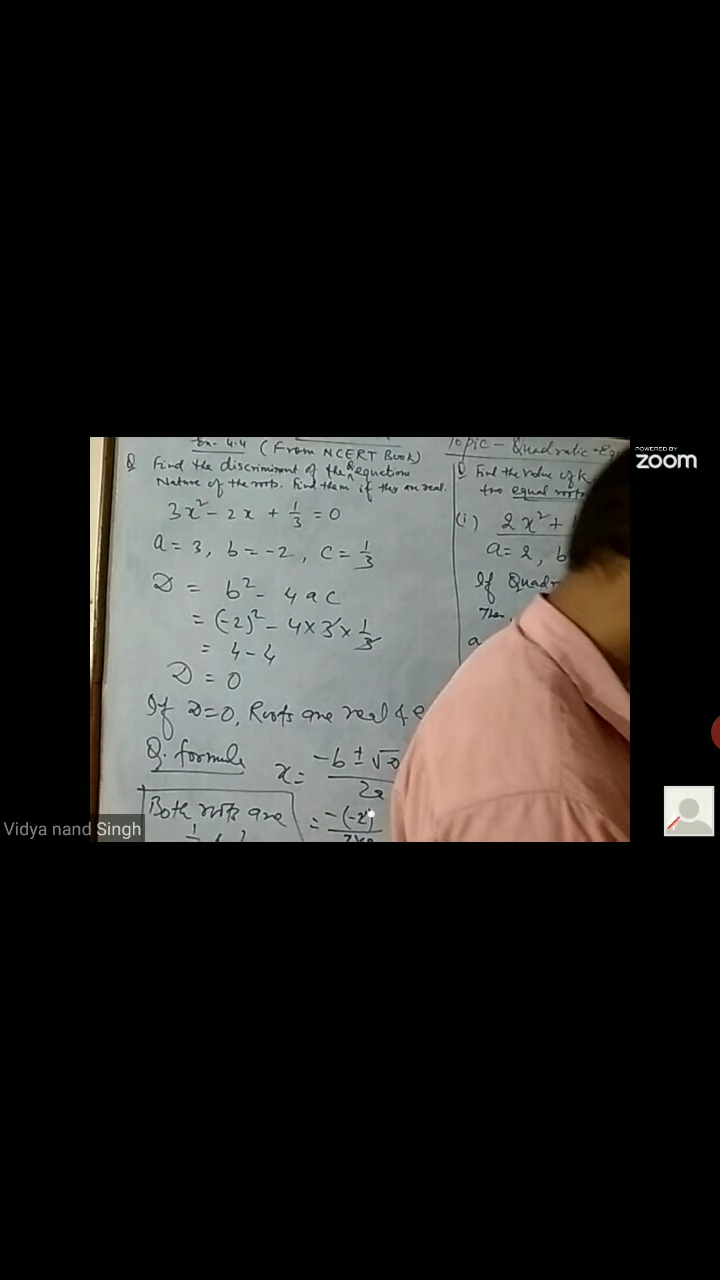 Ex- 4.4 (From NCERT Book)
Q Find the discriminant of the Q. equations
Nature of the roots. Find them if they are real.
3x² - 2x + 1/3 = 0
a = 3, b = -2, c = 1/3
D = b² - 4ac
= (-2)² - 4 × 3 × 1/3
= 4 - 4
D = 0
If D=0, Roots are real &
Q. formula
x = -b ± √D
2a
Both roots are
= -(-2)
Topic - Quadratic
Q Find the value of K
two equal roots
(i) 2x² +
a = 2, b
If Quadr
Then,
a
POWERED BY
zoom
Vidya nand Singh